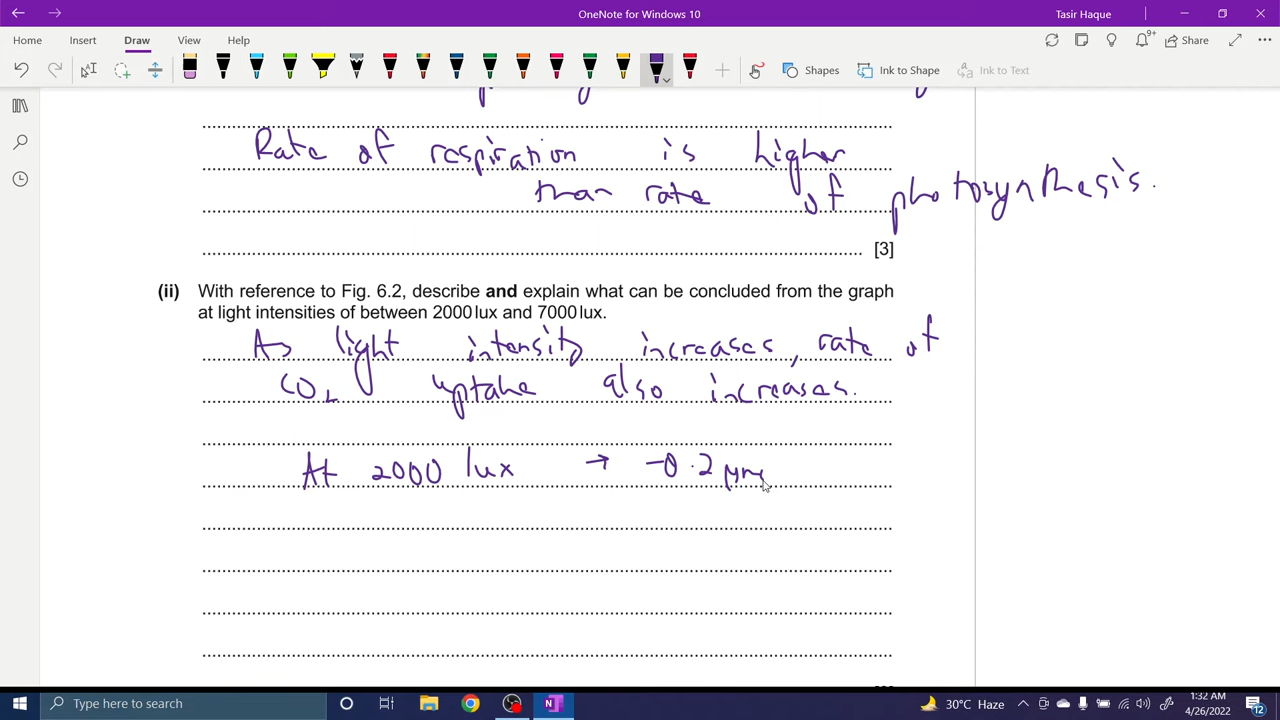 OneNote for Windows 10
Tasir Haque
Home Insert Draw View Help
Share
Shapes
Ink to Shape
Ink to Text
Rate of respiration is higher
than rate of photosynthesis.
[3]
(ii) With reference to Fig. 6.2, describe and explain what can be concluded from the graph
at light intensities of between 2000 lux and 7000 lux.
As light intensity increases, rate of
CO2 uptake also increases.
At 2000 lux → -0.2 μm
Type here to search
30°C Haze
ENG
1:32 AM
4/26/2022
12